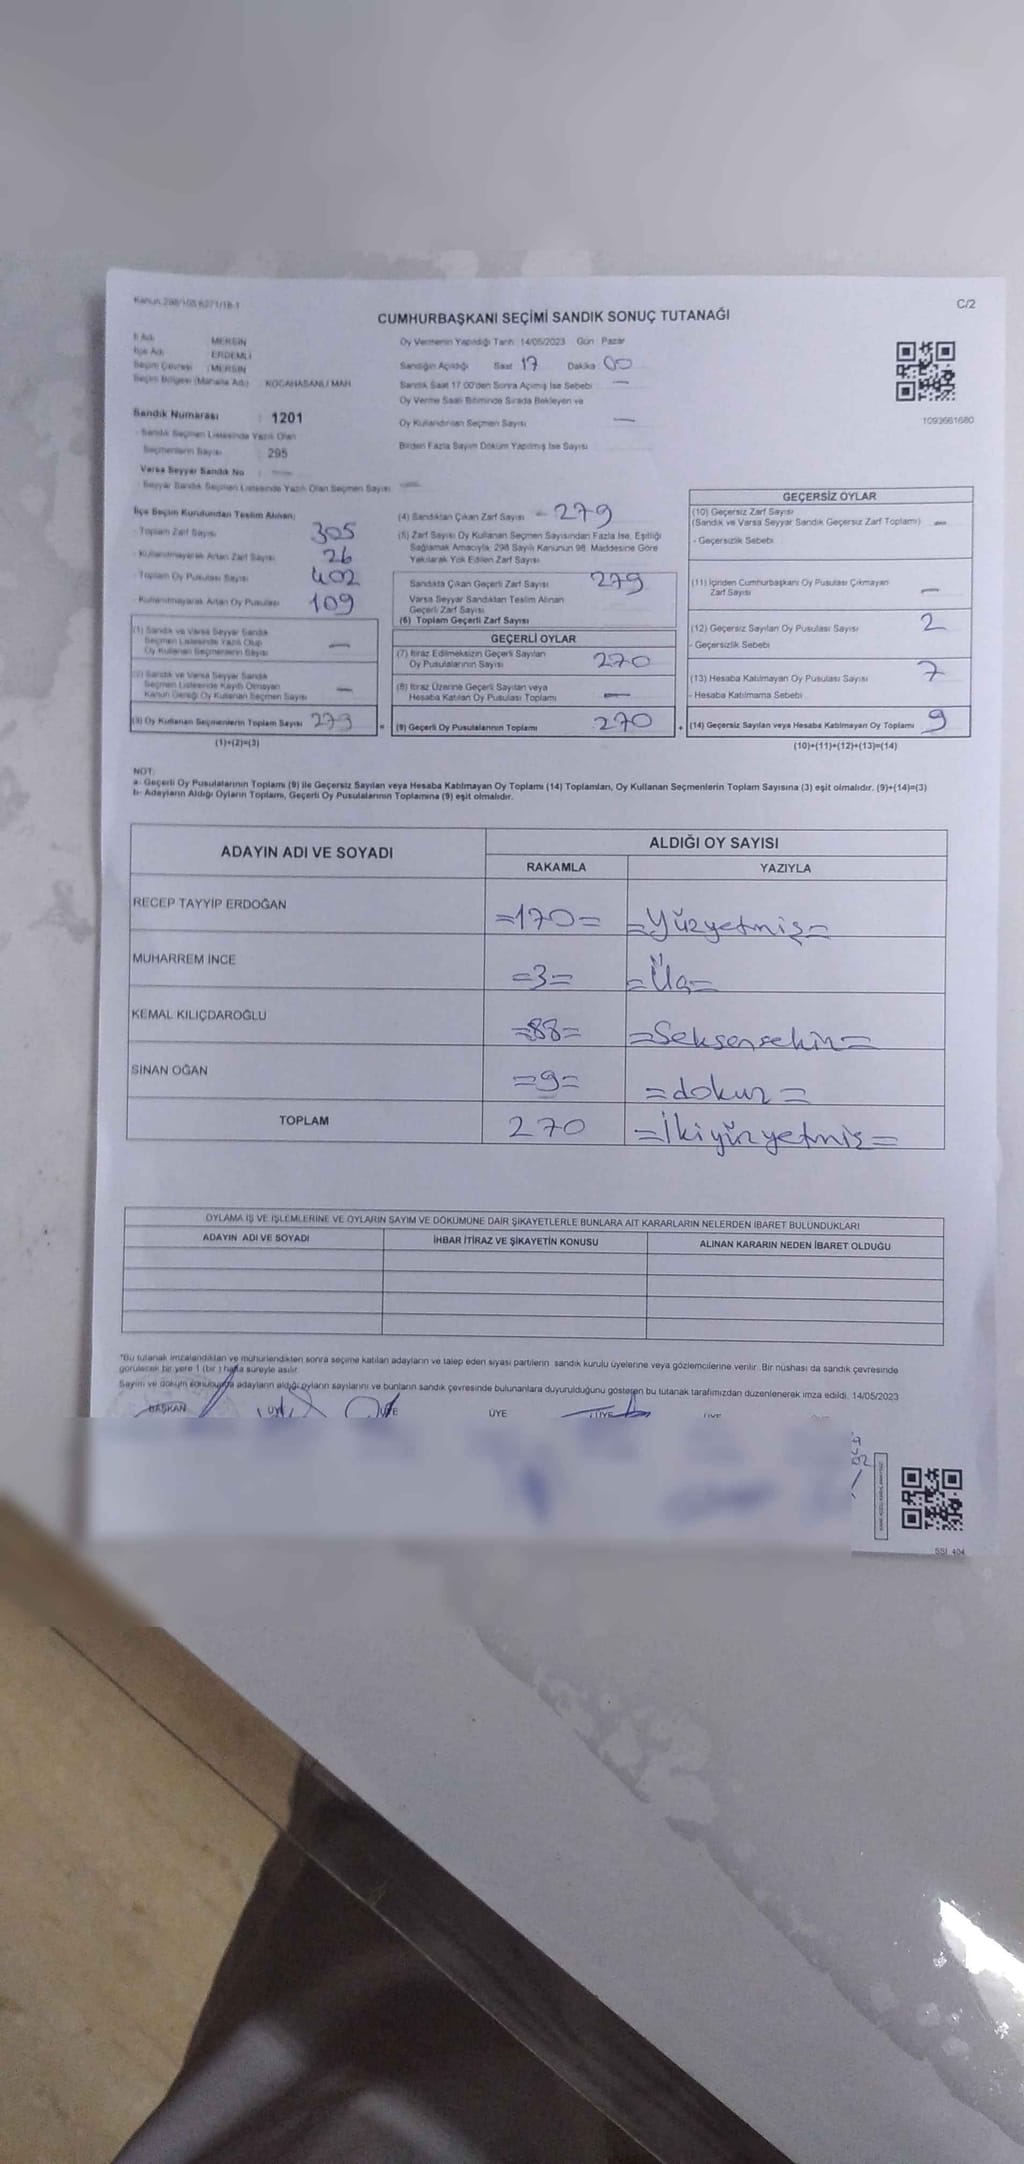 Kanun:298/105 6271/18-1
C/2
CUMHURBAŞKANI SEÇİMİ SANDIK SONUÇ TUTANAĞI
İl Adı : MERSİN
İlçe Adı ERDEMLİ
Seçim Çevresi : MERSİN
Seçim Bölgesi (Mahalle Adı) : KOCAHASANLI MAH.
Sandık Numarası : 1201
- Sandık Seçmen Listesinde Yazılı Olan
Seçmenlerin Sayısı : 295
Varsa Seyyar Sandık No : —
- Seyyar Sandık Seçmen Listesinde Yazılı Olan Seçmen Sayısı —
Oy Vermenin Yapıldığı Tarih: 14/05/2023 Gün : Pazar
Sandığın Açıldığı Saat 17 Dakika 00
Sandık Saat 17:00'den Sonra Açılmış İse Sebebi —
Oy Verme Saati Bitiminde Sırada Bekleyen ve
Oy Kullandırılan Seçmen Sayısı —
Birden Fazla Sayım Döküm Yapılmış İse Sayısı
1093661680
İlçe Seçim Kurulundan Teslim Alınan;
- Toplam Zarf Sayısı 305
- Kullanılmayarak Artan Zarf Sayısı 26
- Toplam Oy Pusulası Sayısı 402
- Kullanılmayarak Artan Oy Pusulası 109
(1) Sandık ve Varsa Seyyar Sandık
Seçmen Listesinde Yazılı Olup
Oy Kullanan Seçmenlerin Sayısı —
(2) Sandık ve Varsa Seyyar Sandık
Seçmen Listesinde Kayıtlı Olmayan
Kanun Gereği Oy Kullanan Seçmen Sayısı —
(3) Oy Kullanan Seçmenlerin Toplam Sayısı 279
(1)+(2)=(3)
(4) Sandıktan Çıkan Zarf Sayısı - 279
(5) Zarf Sayısı Oy Kullanan Seçmen Sayısından Fazla İse, Eşitliği
Sağlamak Amacıyla; 298 Sayılı Kanunun 98. Maddesine Göre
Yakılarak Yok Edilen Zarf Sayısı
Sandıkta Çıkan Geçerli Zarf Sayısı 279
Varsa Seyyar Sandıktan Teslim Alınan
Geçerli Zarf Sayısı
(6) Toplam Geçerli Zarf Sayısı
GEÇERLİ OYLAR
(7) İtiraz Edilmeksizin Geçerli Sayılan
Oy Pusulalarının Sayısı 270
(8) İtiraz Üzerine Geçerli Sayılan veya
Hesaba Katılan Oy Pusulası Toplamı —
= (9) Geçerli Oy Pusulalarının Toplamı 270 +
GEÇERSİZ OYLAR
(10) Geçersiz Zarf Sayısı
(Sandık ve Varsa Seyyar Sandık Geçersiz Zarf Toplamı) —
- Geçersizlik Sebebi
(11) İçinden Cumhurbaşkanı Oy Pusulası Çıkmayan
Zarf Sayısı —
(12) Geçersiz Sayılan Oy Pusulası Sayısı 2
- Geçersizlik Sebebi
(13) Hesaba Katılmayan Oy Pusulası Sayısı 7
- Hesaba Katılmama Sebebi
(14) Geçersiz Sayılan veya Hesaba Katılmayan Oy Toplamı 9
(10)+(11)+(12)+(13)=(14)
NOT:
a- Geçerli Oy Pusulalarının Toplamı (9) ile Geçersiz Sayılan veya Hesaba Katılmayan Oy Toplamı (14) Toplamları, Oy Kullanan Seçmenlerin Toplam Sayısına (3) eşit olmalıdır. (9)+(14)=(3)
b- Adayların Aldığı Oyların Toplamı, Geçerli Oy Pusulalarının Toplamına (9) eşit olmalıdır.
ADAYIN ADI VE SOYADI
ALDIĞI OY SAYISI
RAKAMLA YAZIYLA
RECEP TAYYİP ERDOĞAN =170= =Yüzyetmiş=
MUHARREM İNCE =3= =Üç=
KEMAL KILIÇDAROĞLU =88= =Seksensekiz=
SİNAN OĞAN =9= =dokuz=
TOPLAM 270 =İkiyüzyetmiş=
OYLAMA İŞ VE İŞLEMLERİNE VE OYLARIN SAYIM VE DÖKÜMÜNE DAİR ŞİKAYETLERLE BUNLARA AİT KARARLARIN NELERDEN İBARET BULUNDUKLARI
ADAYIN ADI VE SOYADI İHBAR İTİRAZ VE ŞİKAYETİN KONUSU ALINAN KARARIN NEDEN İBARET OLDUĞU
*Bu tutanak imzalandıktan ve mühürlendikten sonra seçime katılan adayların ve talep eden siyasi partilerin sandık kurulu üyelerine veya gözlemcilerine verilir. Bir nüshası da sandık çevresinde
görülecek bir yere 1 (bir ) hafta süreyle asılır.
Sayım ve döküm sonucunda adayların aldığı oyların sayılarını ve bunların sandık çevresinde bulunanlara duyurulduğunu gösteren bu tutanak tarafımızdan düzenlenerek imza edildi. 14/05/2023
BAŞKAN ÜYE ÜYE ÜYE ÜYE ÜYE
SSI_404